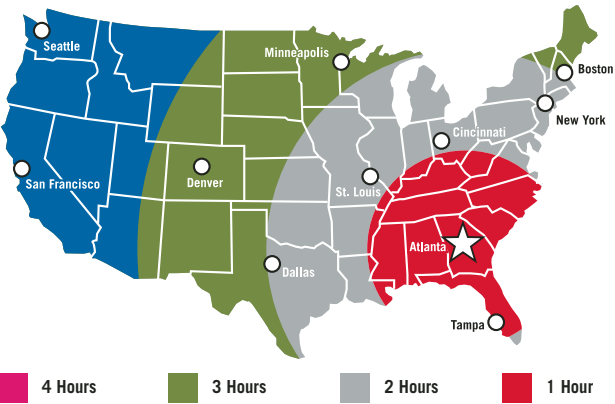 Seattle
Minneapolis
Boston
New York
Cincinnati
San Francisco
Denver
St. Louis
Atlanta
Dallas
Tampa
4 Hours
3 Hours
2 Hours
1 Hour